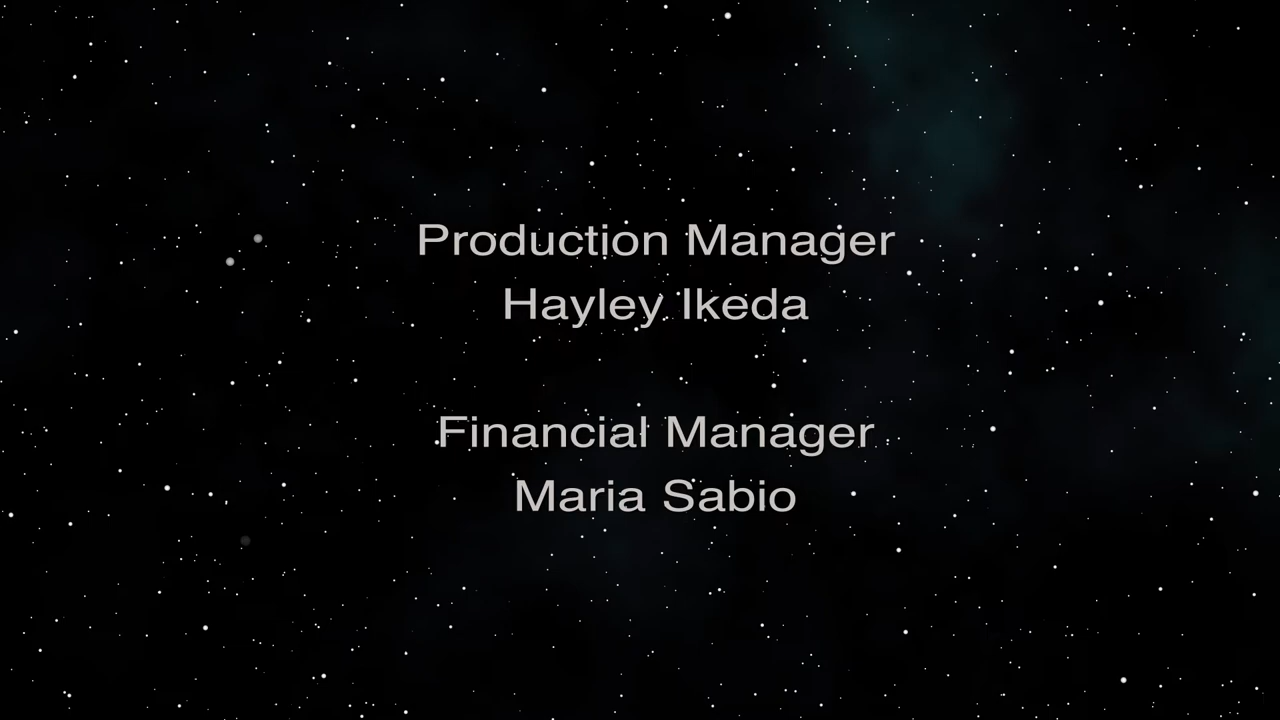 Production Manager
Hayley Ikeda
Financial Manager
Maria Sabio